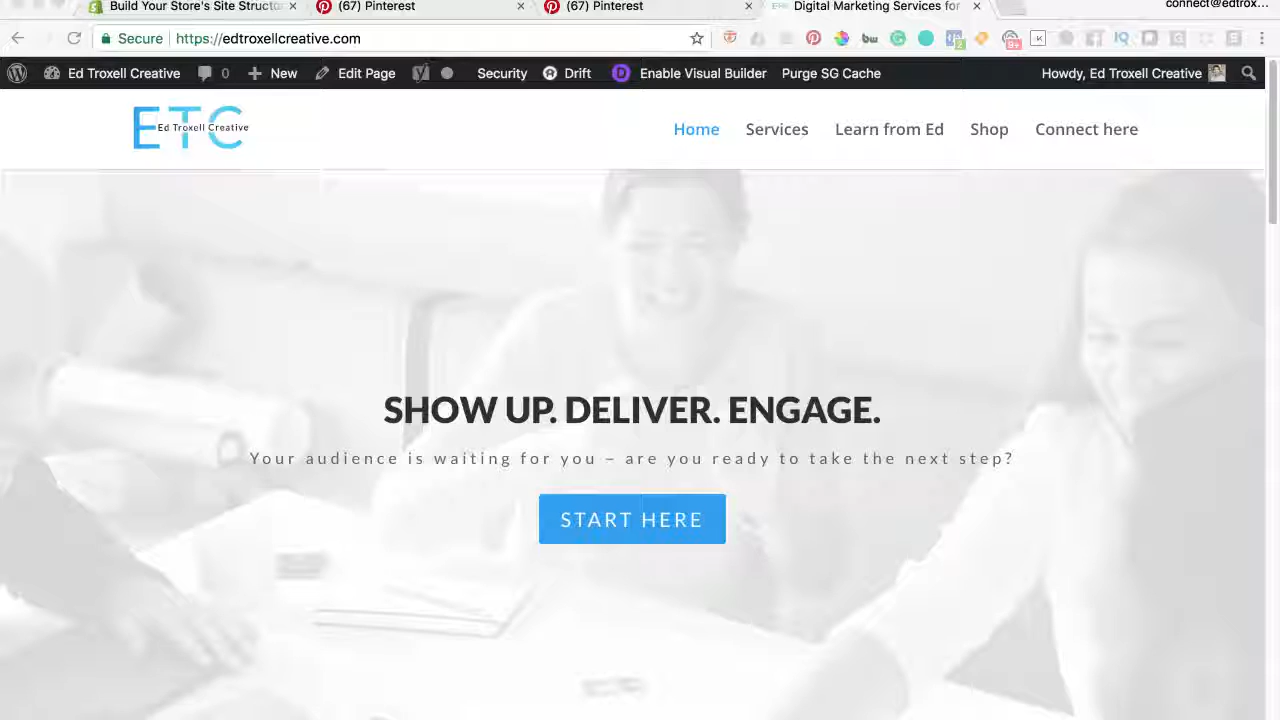 Build Your Store's Site Structu
(67) Pinterest
(67) Pinterest
Digital Marketing Services for
connect@edtrox...
Secure
https://edtroxellcreative.com
Ed Troxell Creative
0
New
Edit Page
Security
Drift
Enable Visual Builder
Purge SG Cache
Howdy, Ed Troxell Creative
ETC
Ed Troxell Creative
Home
Services
Learn from Ed
Shop
Connect here
SHOW UP. DELIVER. ENGAGE.
Your audience is waiting for you – are you ready to take the next step?
START HERE